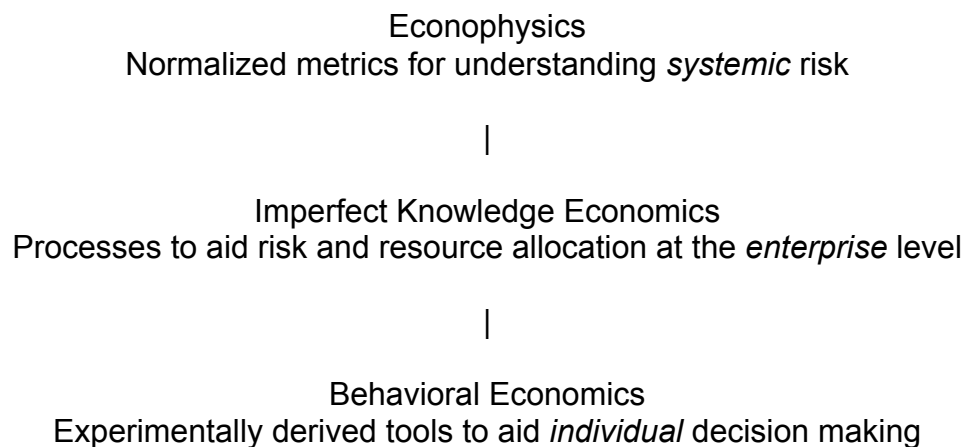 Econophysics
Normalized metrics for understanding systemic risk
|
Imperfect Knowledge Economics
Processes to aid risk and resource allocation at the enterprise level
|
Behavioral Economics
Experimentally derived tools to aid individual decision making